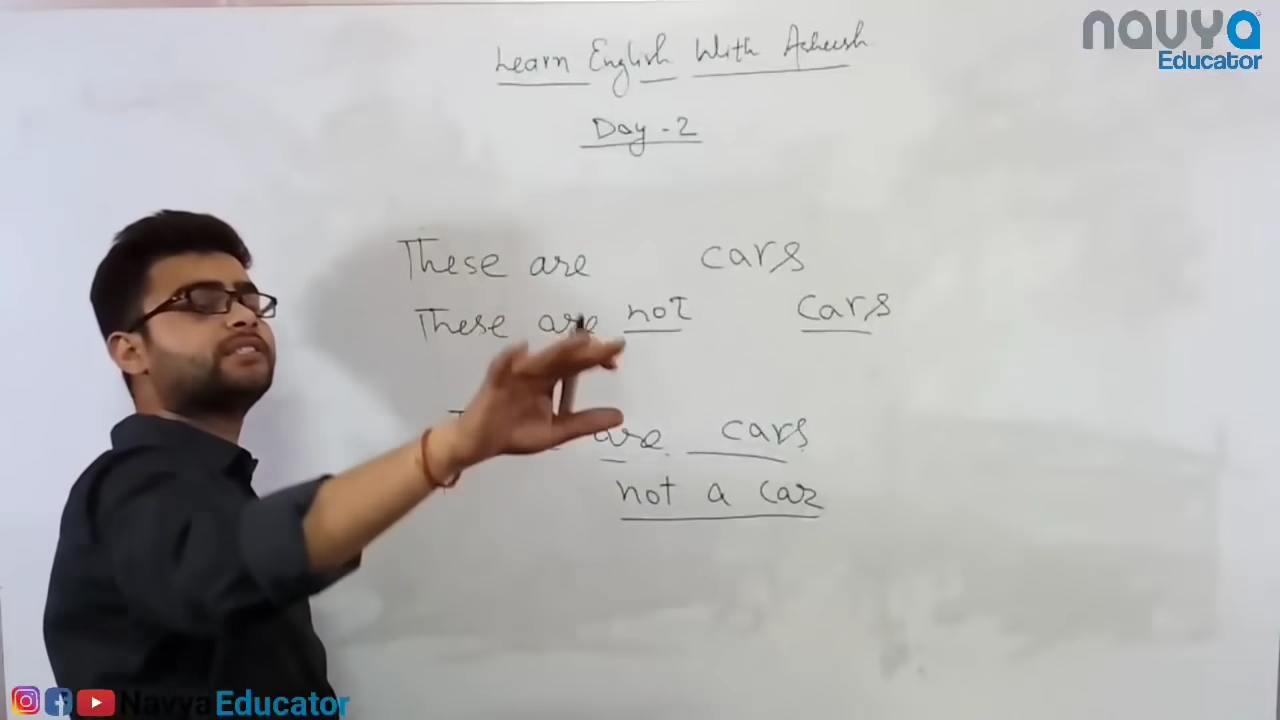 Learn English With Asheesh
Day - 2
These are cars
These are not cars
are cars
not a car
navya
Educator
Navya Educator